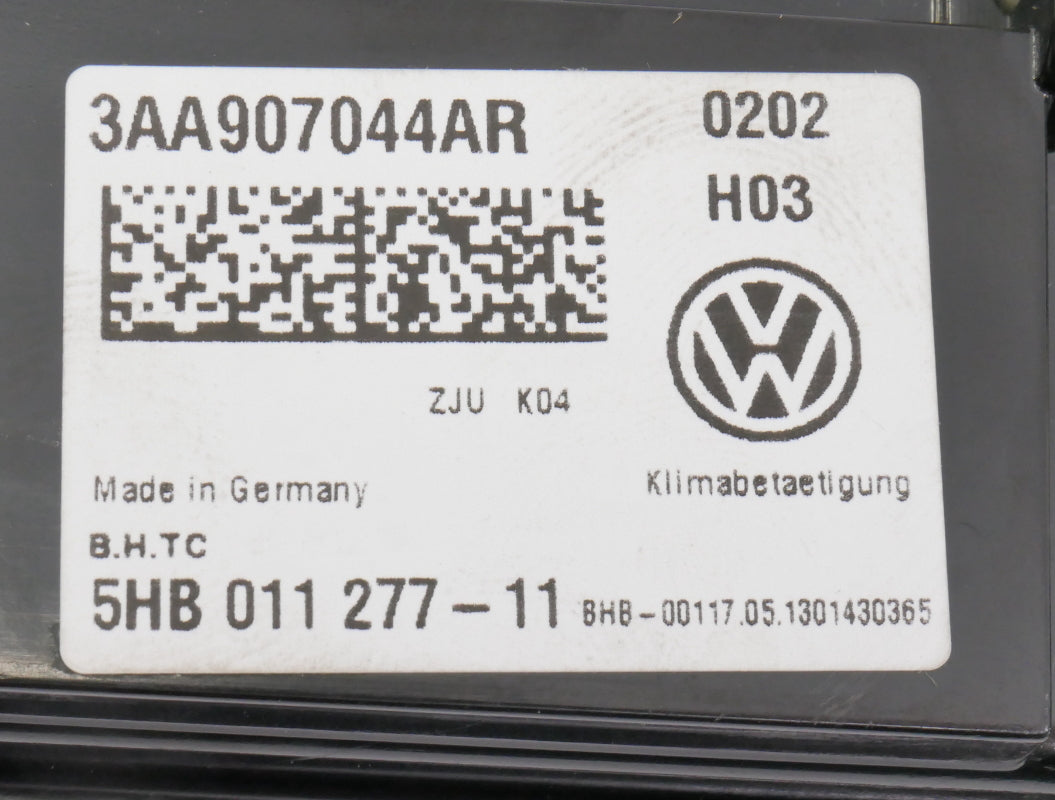 3AA907044AR
0202
H03
ZJU K04
Made in Germany
Klimabetaetigung
B.H.TC
5HB 011 277-11
BHB-00117.05.1301430365